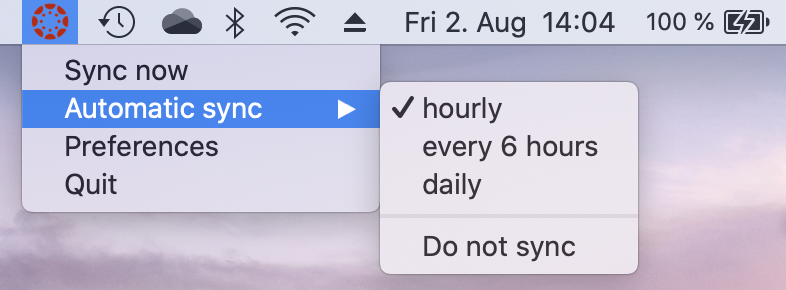 Fri 2. Aug 14:04 100 %
Sync now
Automatic sync
Preferences
Quit
hourly
every 6 hours
daily
Do not sync